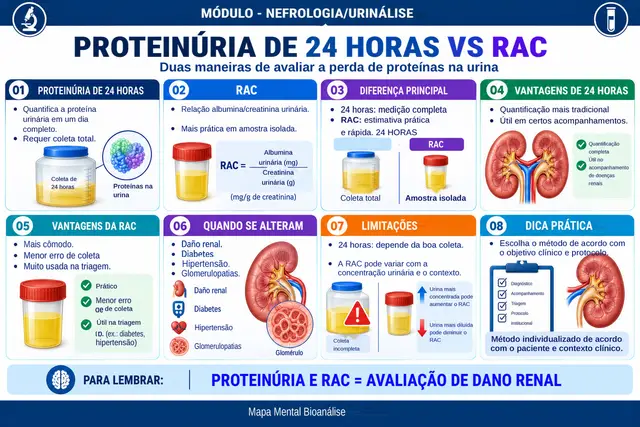 MÓDULO - NEFROLOGIA/URINÁLISE
PROTEINÚRIA DE 24 HORAS VS RAC
Duas maneiras de avaliar a perda de proteínas na urina
01 PROTEINÚRIA DE 24 HORAS
• Quantifica a proteína
urinária em um dia
completo.
• Requer coleta total.
Coleta de
24 horas
Proteínas na
urina
02 RAC
• Relação albumina/creatinina urinária.
• Mais prática em amostra isolada.
RAC =
Albumina
urinária (mg)
Creatinina
urinária (g)
(mg/g de creatinina)
03 DIFERENÇA PRINCIPAL
• 24 horas: medição completa
• RAC: estimativa prática
e rápida. 24 HORAS
RAC
Coleta total
Amostra isolada
04 VANTAGENS DE 24 HORAS
• Quantificação mais tradicional
• Útil em certos acompanhamentos.
Quantificação
completa
Útil no
acompanhamento
de doenças
renais
05 VANTAGENS DA RAC
• Mais cômodo.
• Menor erro de coleta
• Muito usada na triagem.
Prático
Menor erro
de coleta
Útil na triagem
(ex.: diabetes,
hipertensão)
06 QUANDO SE ALTERAM
• Daño renal.
• Diabetes
• Hipertensão.
• Glomerulopatias.
Daño renal
Diabetes
Hipertensão
Glomerulopatias
Glomérulo
07 LIMITAÇÕES
• 24 horas: depende da boa coleta.
• A RAC pode variar com a
concentração urinária e o contexto.
Coleta
incompleta
Urina mais
concentrada pode
aumentar o RAC
Urina mais diluída
pode diminuir o
RAC
08 DICA PRÁTICA
• Escolha o método de acordo com
o objetivo clínico e protocolo.
Diagnóstico
Acompanhamento
Triagem
Protocolo
Institucional
Método individualizado de acordo
com o paciente e contexto clínico.
PARA LEMBRAR:
PROTEINÚRIA E RAC = AVALIAÇÃO DE DANO RENAL
Mapa Mental Bioanálise